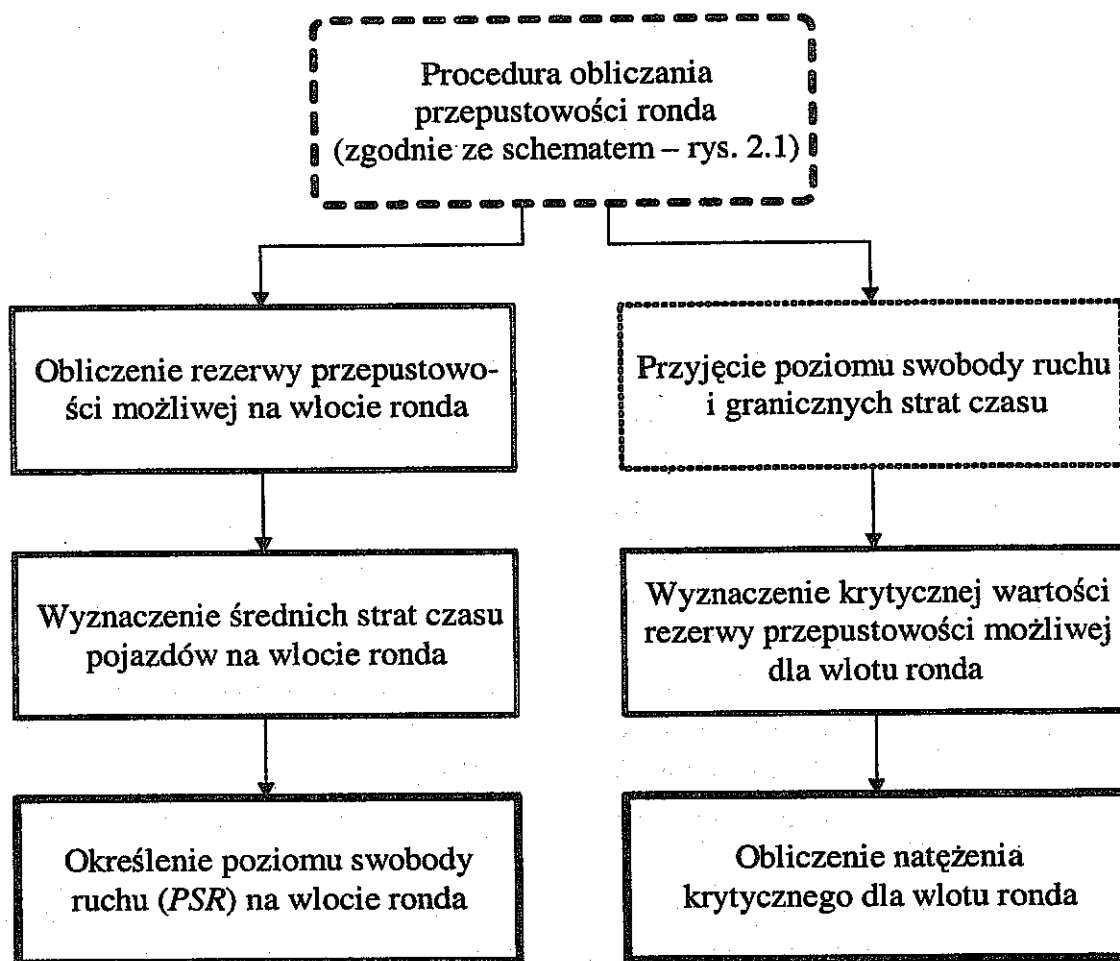 Procedura obliczania
przepustowości ronda
(zgodnie ze schematem – rys. 2.1)
Obliczenie rezerwy przepustowo-
ści możliwej na wlocie ronda
Wyznaczenie średnich strat czasu
pojazdów na wlocie ronda
Określenie poziomu swobody
ruchu (PSR) na wlocie ronda
Przyjęcie poziomu swobody ruchu
i granicznych strat czasu
Wyznaczenie krytycznej wartości
rezerwy przepustowości możliwej
dla wlotu ronda
Obliczenie natężenia
krytycznego dla wlotu ronda